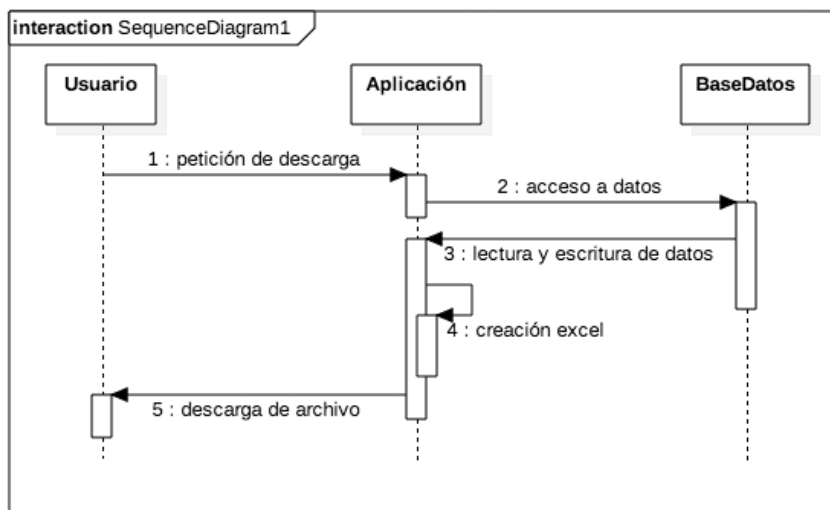 interaction SequenceDiagram1
Usuario
Aplicación
BaseDatos
1 : petición de descarga
2 : acceso a datos
3 : lectura y escritura de datos
4 : creación excel
5 : descarga de archivo